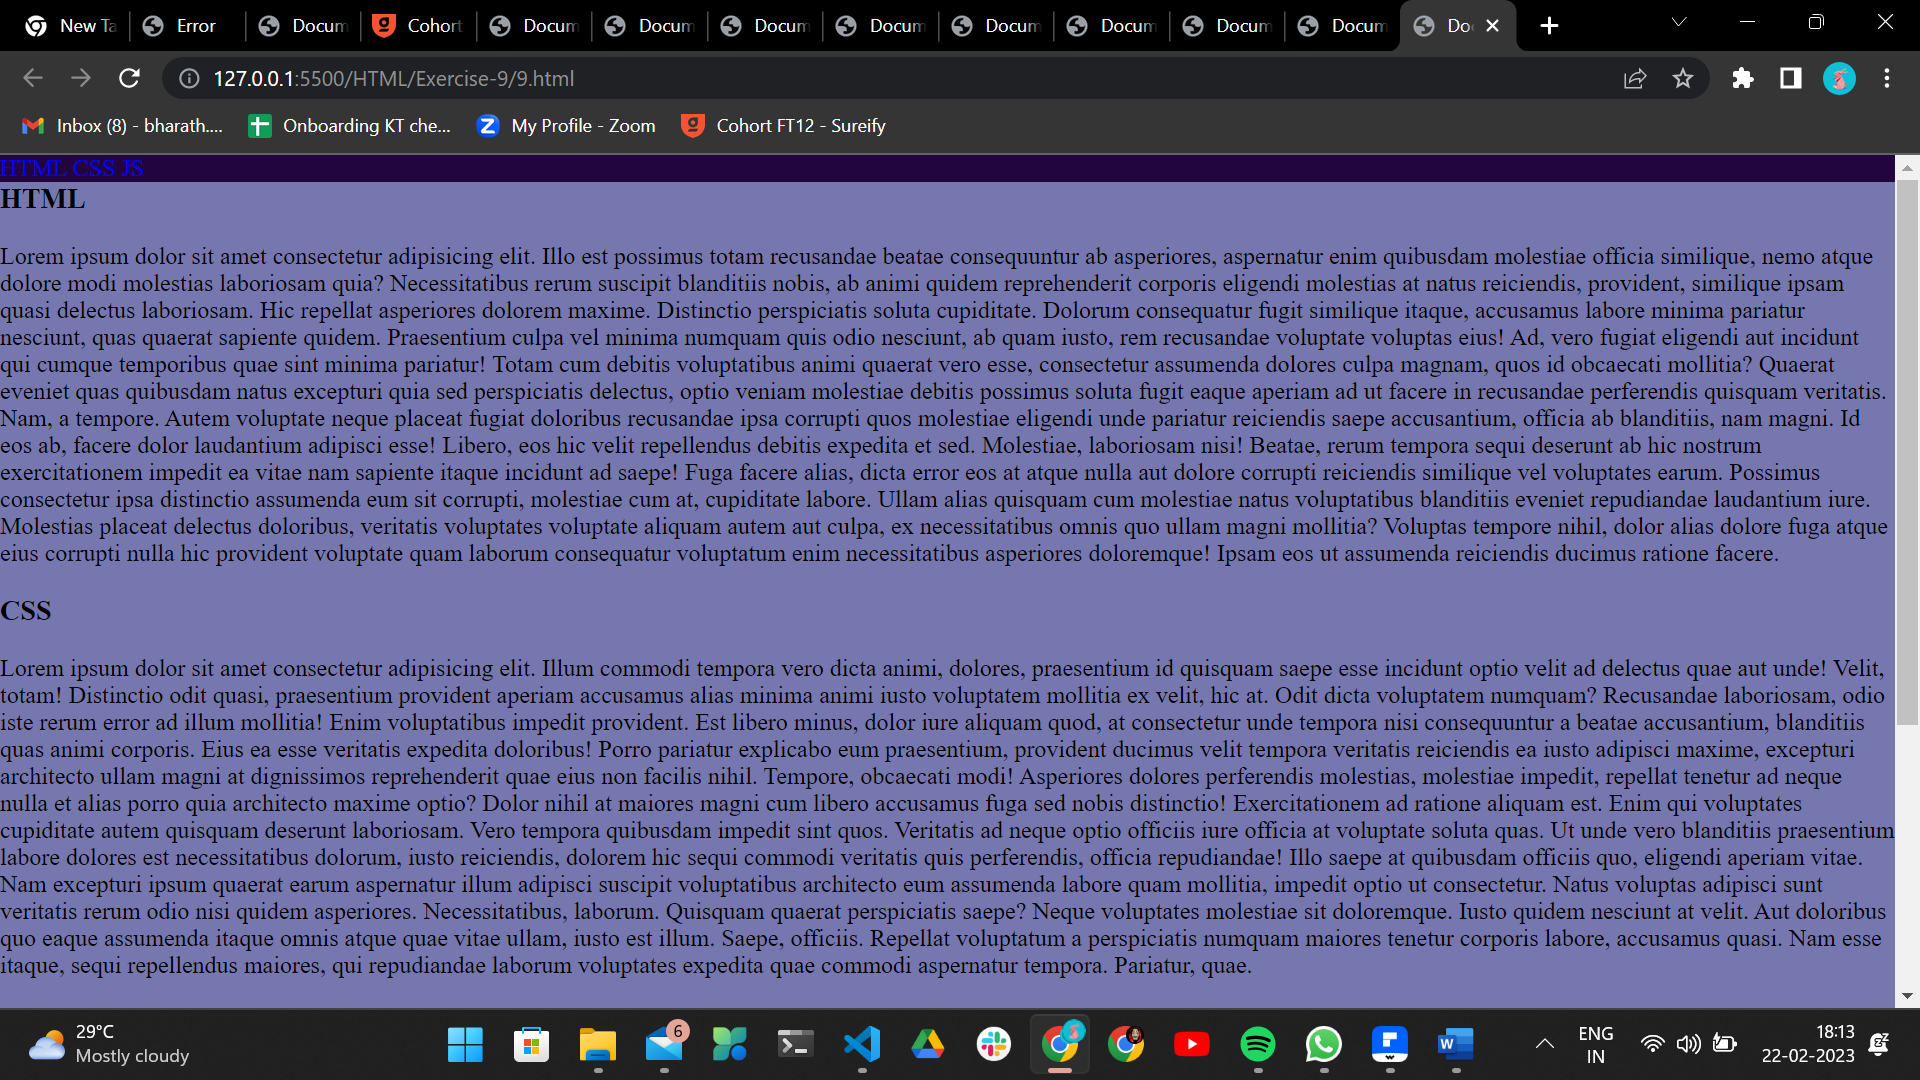 New Ta Error Docum Cohort Docum Docum Docum Docum Docum Docum Docum Docum Do
127.0.0.1:5500/HTML/Exercise-9/9.html
Inbox (8) - bharath.... Onboarding KT che... My Profile - Zoom Cohort FT12 - Sureify
HTML CSS JS
HTML
Lorem ipsum dolor sit amet consectetur adipisicing elit. Illo est possimus totam recusandae beatae consequuntur ab asperiores, aspernatur enim quibusdam molestiae officia similique, nemo atque
dolore modi molestias laboriosam quia? Necessitatibus rerum suscipit blanditiis nobis, ab animi quidem reprehenderit corporis eligendi molestias at natus reiciendis, provident, similique ipsam
quasi delectus laboriosam. Hic repellat asperiores dolorem maxime. Distinctio perspiciatis soluta cupiditate. Dolorum consequatur fugit similique itaque, accusamus labore minima pariatur
nesciunt, quas quaerat sapiente quidem. Praesentium culpa vel minima numquam quis odio nesciunt, ab quam iusto, rem recusandae voluptate voluptas eius! Ad, vero fugiat eligendi aut incidunt
qui cumque temporibus quae sint minima pariatur! Totam cum debitis voluptatibus animi quaerat vero esse, consectetur assumenda dolores culpa magnam, quos id obcaecati mollitia? Quaerat
eveniet quas quibusdam natus excepturi quia sed perspiciatis delectus, optio veniam molestiae debitis possimus soluta fugit eaque aperiam ad ut facere in recusandae perferendis quisquam veritatis.
Nam, a tempore. Autem voluptate neque placeat fugiat doloribus recusandae ipsa corrupti quos molestiae eligendi unde pariatur reiciendis saepe accusantium, officia ab blanditiis, nam magni. Id
eos ab, facere dolor laudantium adipisci esse! Libero, eos hic velit repellendus debitis expedita et sed. Molestiae, laboriosam nisi! Beatae, rerum tempora sequi deserunt ab hic nostrum
exercitationem impedit ea vitae nam sapiente itaque incidunt ad saepe! Fuga facere alias, dicta error eos at atque nulla aut dolore corrupti reiciendis similique vel voluptates earum. Possimus
consectetur ipsa distinctio assumenda eum sit corrupti, molestiae cum at, cupiditate labore. Ullam alias quisquam cum molestiae natus voluptatibus blanditiis eveniet repudiandae laudantium iure.
Molestias placeat delectus doloribus, veritatis voluptates voluptate aliquam autem aut culpa, ex necessitatibus omnis quo ullam magni mollitia? Voluptas tempore nihil, dolor alias dolore fuga atque
eius corrupti nulla hic provident voluptate quam laborum consequatur voluptatum enim necessitatibus asperiores doloremque! Ipsam eos ut assumenda reiciendis ducimus ratione facere.
CSS
Lorem ipsum dolor sit amet consectetur adipisicing elit. Illum commodi tempora vero dicta animi, dolores, praesentium id quisquam saepe esse incidunt optio velit ad delectus quae aut unde! Velit,
totam! Distinctio odit quasi, praesentium provident aperiam accusamus alias minima animi iusto voluptatem mollitia ex velit, hic at. Odit dicta voluptatem numquam? Recusandae laboriosam, odio
iste rerum error ad illum mollitia! Enim voluptatibus impedit provident. Est libero minus, dolor iure aliquam quod, at consectetur unde tempora nisi consequuntur a beatae accusantium, blanditiis
quas animi corporis. Eius ea esse veritatis expedita doloribus! Porro pariatur explicabo eum praesentium, provident ducimus velit tempora veritatis reiciendis ea iusto adipisci maxime, excepturi
architecto ullam magni at dignissimos reprehenderit quae eius non facilis nihil. Tempore, obcaecati modi! Asperiores dolores perferendis molestias, molestiae impedit, repellat tenetur ad neque
nulla et alias porro quia architecto maxime optio? Dolor nihil at maiores magni cum libero accusamus fuga sed nobis distinctio! Exercitationem ad ratione aliquam est. Enim qui voluptates
cupiditate autem quisquam deserunt laboriosam. Vero tempora quibusdam impedit sint quos. Veritatis ad neque optio officiis iure officia at voluptate soluta quas. Ut unde vero blanditiis praesentium
labore dolores est necessitatibus dolorum, iusto reiciendis, dolorem hic sequi commodi veritatis quis perferendis, officia repudiandae! Illo saepe at quibusdam officiis quo, eligendi aperiam vitae.
Nam excepturi ipsum quaerat earum aspernatur illum adipisci suscipit voluptatibus architecto eum assumenda labore quam mollitia, impedit optio ut consectetur. Natus voluptas adipisci sunt
veritatis rerum odio nisi quidem asperiores. Necessitatibus, laborum. Quisquam quaerat perspiciatis saepe? Neque voluptates molestiae sit doloremque. Iusto quidem nesciunt at velit. Aut doloribus
quo eaque assumenda itaque omnis atque quae vitae ullam, iusto est illum. Saepe, officiis. Repellat voluptatum a perspiciatis numquam maiores tenetur corporis labore, accusamus quasi. Nam esse
itaque, sequi repellendus maiores, qui repudiandae laborum voluptates expedita quae commodi aspernatur tempora. Pariatur, quae.
29°C
Mostly cloudy
6
ENG
IN
18:13
22-02-2023